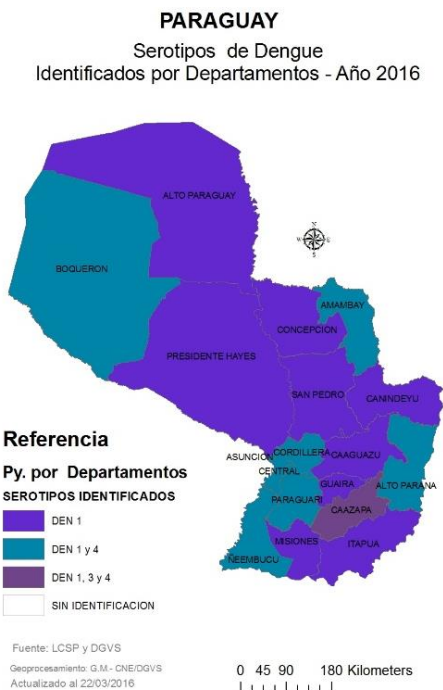 PARAGUAY
Serotipos de Dengue
Identificados por Departamentos - Año 2016
ALTO PARAGUAY
N
W E
S
BOQUERON
AMAMBAY
CONCEPCION
PRESIDENTE HAYES
SAN PEDRO
CANINDEYU
ASUNCION
CORDILLERA
CAAGUAZU
CENTRAL
GUAIRA
ALTO PARANA
PARAGUARI
CAAZAPA
MISIONES
ITAPUA
ÑEEMBUCU
Referencia
Py. por Departamentos
SEROTIPOS IDENTIFICADOS
DEN 1
DEN 1 y 4
DEN 1, 3 y 4
SIN IDENTIFICACION
Fuente: LCSP y DGVS
Geoprocesamiento: G.M.- CNE/DGVS
Actualizado al 22/03/2016
0 45 90 180 Kilometers